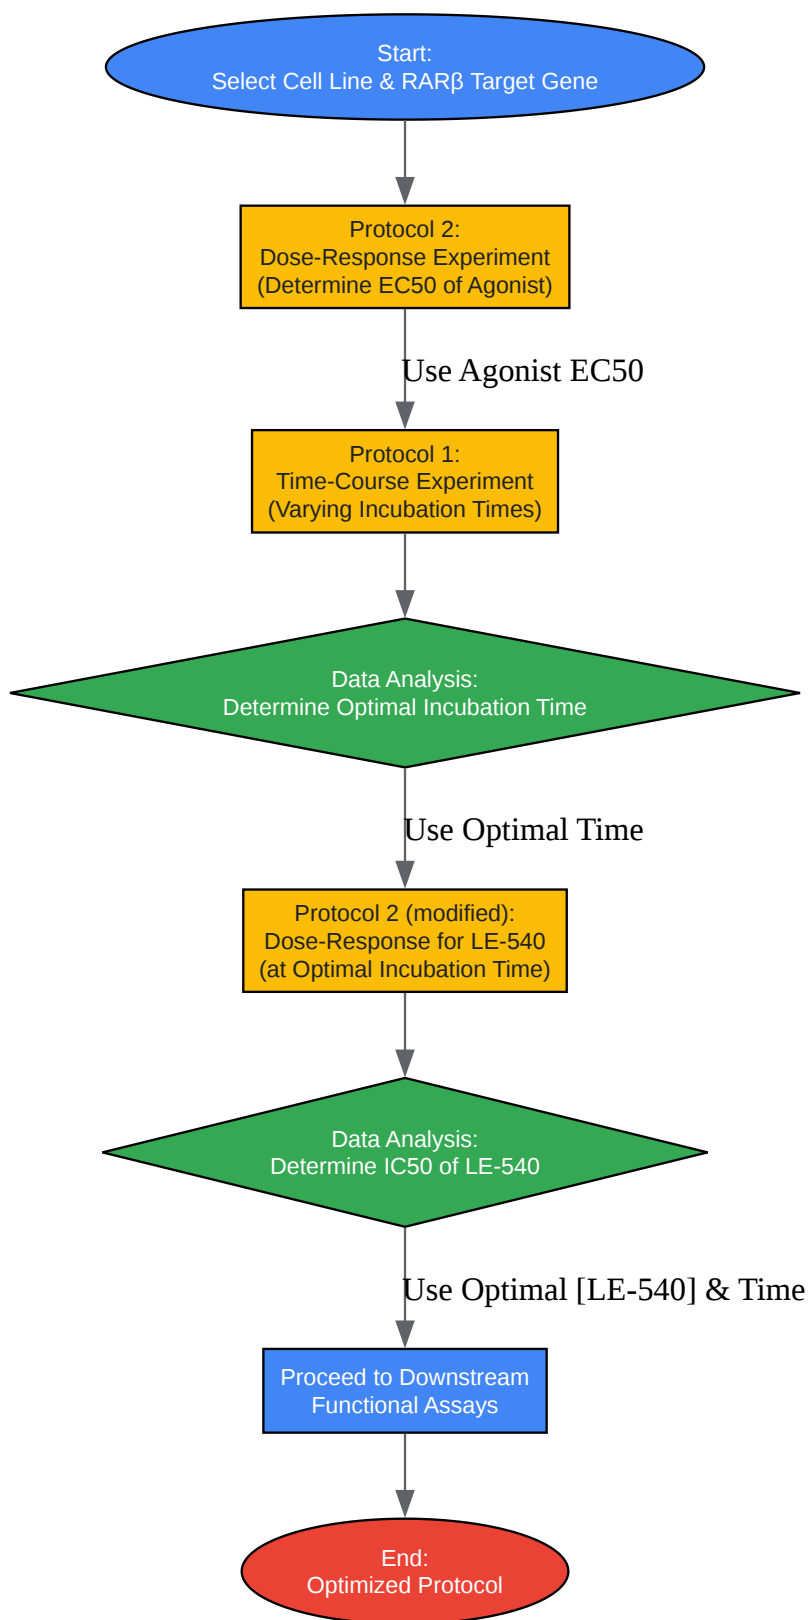 Start:
Select Cell Line & RARβ Target Gene
Protocol 2:
Dose-Response Experiment
(Determine EC50 of Agonist)
Use Agonist EC50
Protocol 1:
Time-Course Experiment
(Varying Incubation Times)
Data Analysis:
Determine Optimal Incubation Time
Use Optimal Time
Protocol 2 (modified):
Dose-Response for LE-540
(at Optimal Incubation Time)
Data Analysis:
Determine IC50 of LE-540
Use Optimal [LE-540] & Time
Proceed to Downstream
Functional Assays
End:
Optimized Protocol